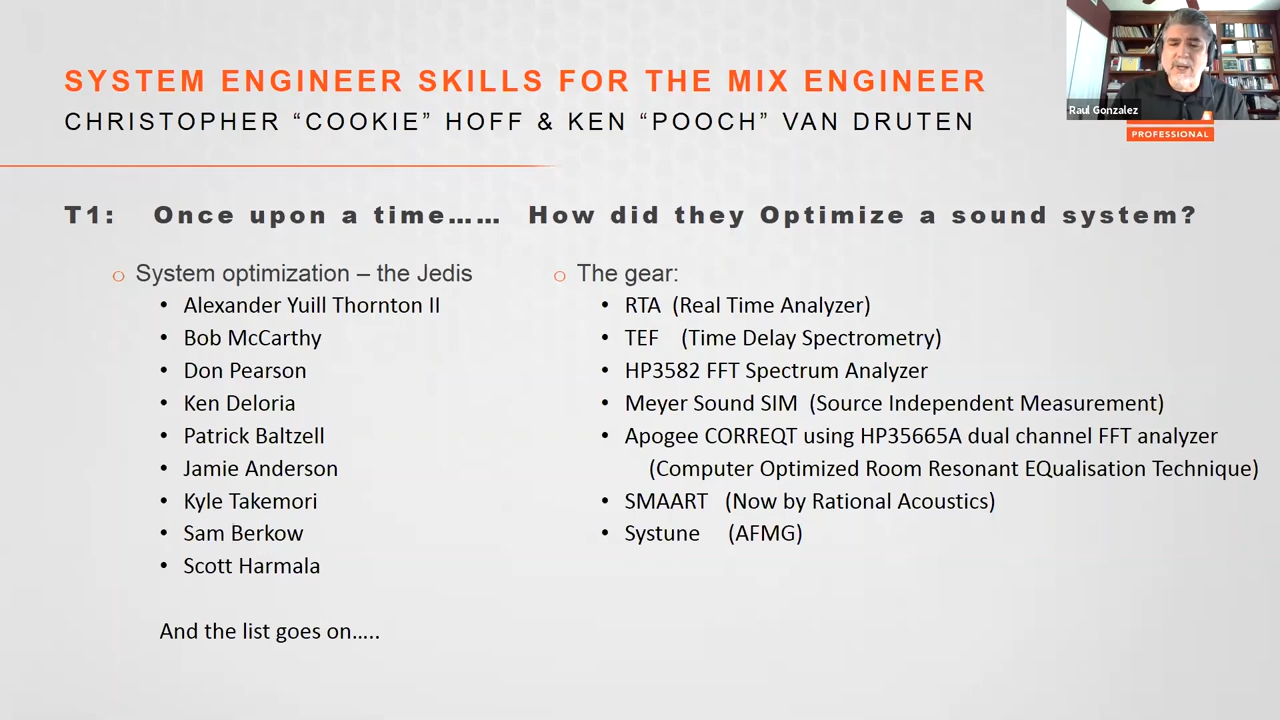 SYSTEM ENGINEER SKILLS FOR THE MIX ENGINEER
CHRISTOPHER “COOKIE” HOFF & KEN “POOCH” VAN DRUTEN
Raul Gonzalez
PROFESSIONAL
T1: Once upon a time…… How did they Optimize a sound system?
System optimization – the Jedis
Alexander Yuill Thornton II
Bob McCarthy
Don Pearson
Ken Deloria
Patrick Baltzell
Jamie Anderson
Kyle Takemori
Sam Berkow
Scott Harmala
And the list goes on…..
The gear:
RTA (Real Time Analyzer)
TEF (Time Delay Spectrometry)
HP3582 FFT Spectrum Analyzer
Meyer Sound SIM (Source Independent Measurement)
Apogee CORREQT using HP35665A dual channel FFT analyzer
(Computer Optimized Room Resonant EQualisation Technique)
SMAART (Now by Rational Acoustics)
Systune (AFMG)